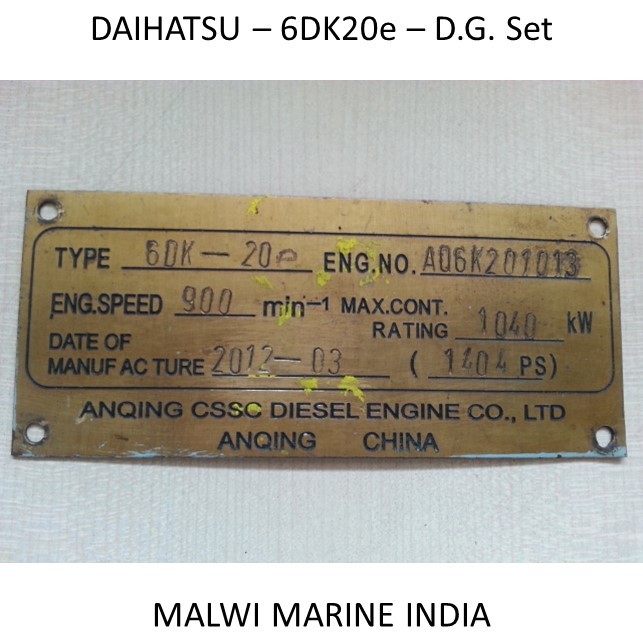 DAIHATSU – 6DK20e – D.G. Set
TYPE 6DK-20e ENG.NO. AQ6K201013
ENG.SPEED 900 min-1 MAX.CONT. RATING 1040 kW
DATE OF MANUFACTURE 2012-03 (1404 PS)
ANQING CSSC DIESEL ENGINE CO., LTD
ANQING CHINA
MALWI MARINE INDIA